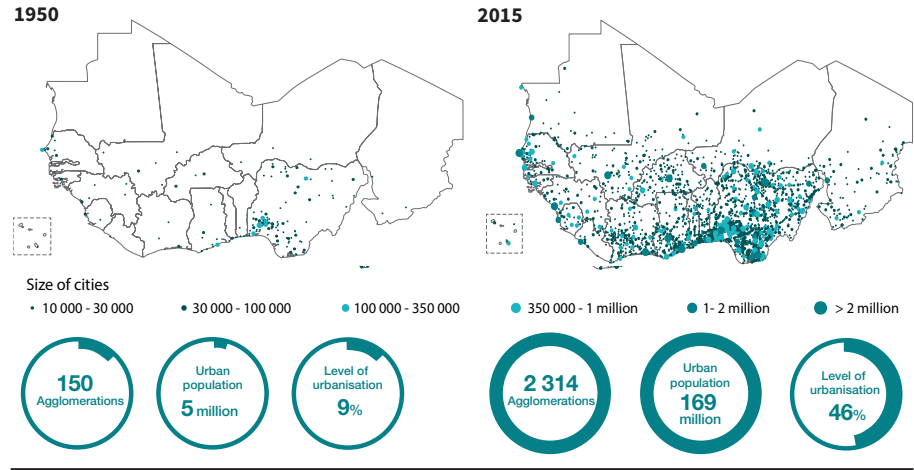 1950
2015
Size of cities
10 000 - 30 000
30 000 - 100 000
100 000 - 350 000
350 000 - 1 million
1- 2 million
> 2 million
150
Agglomerations
Urban
population
5 million
Level of
urbanisation
9%
2 314
Agglomerations
Urban
population
169
million
Level of
urbanisation
46%